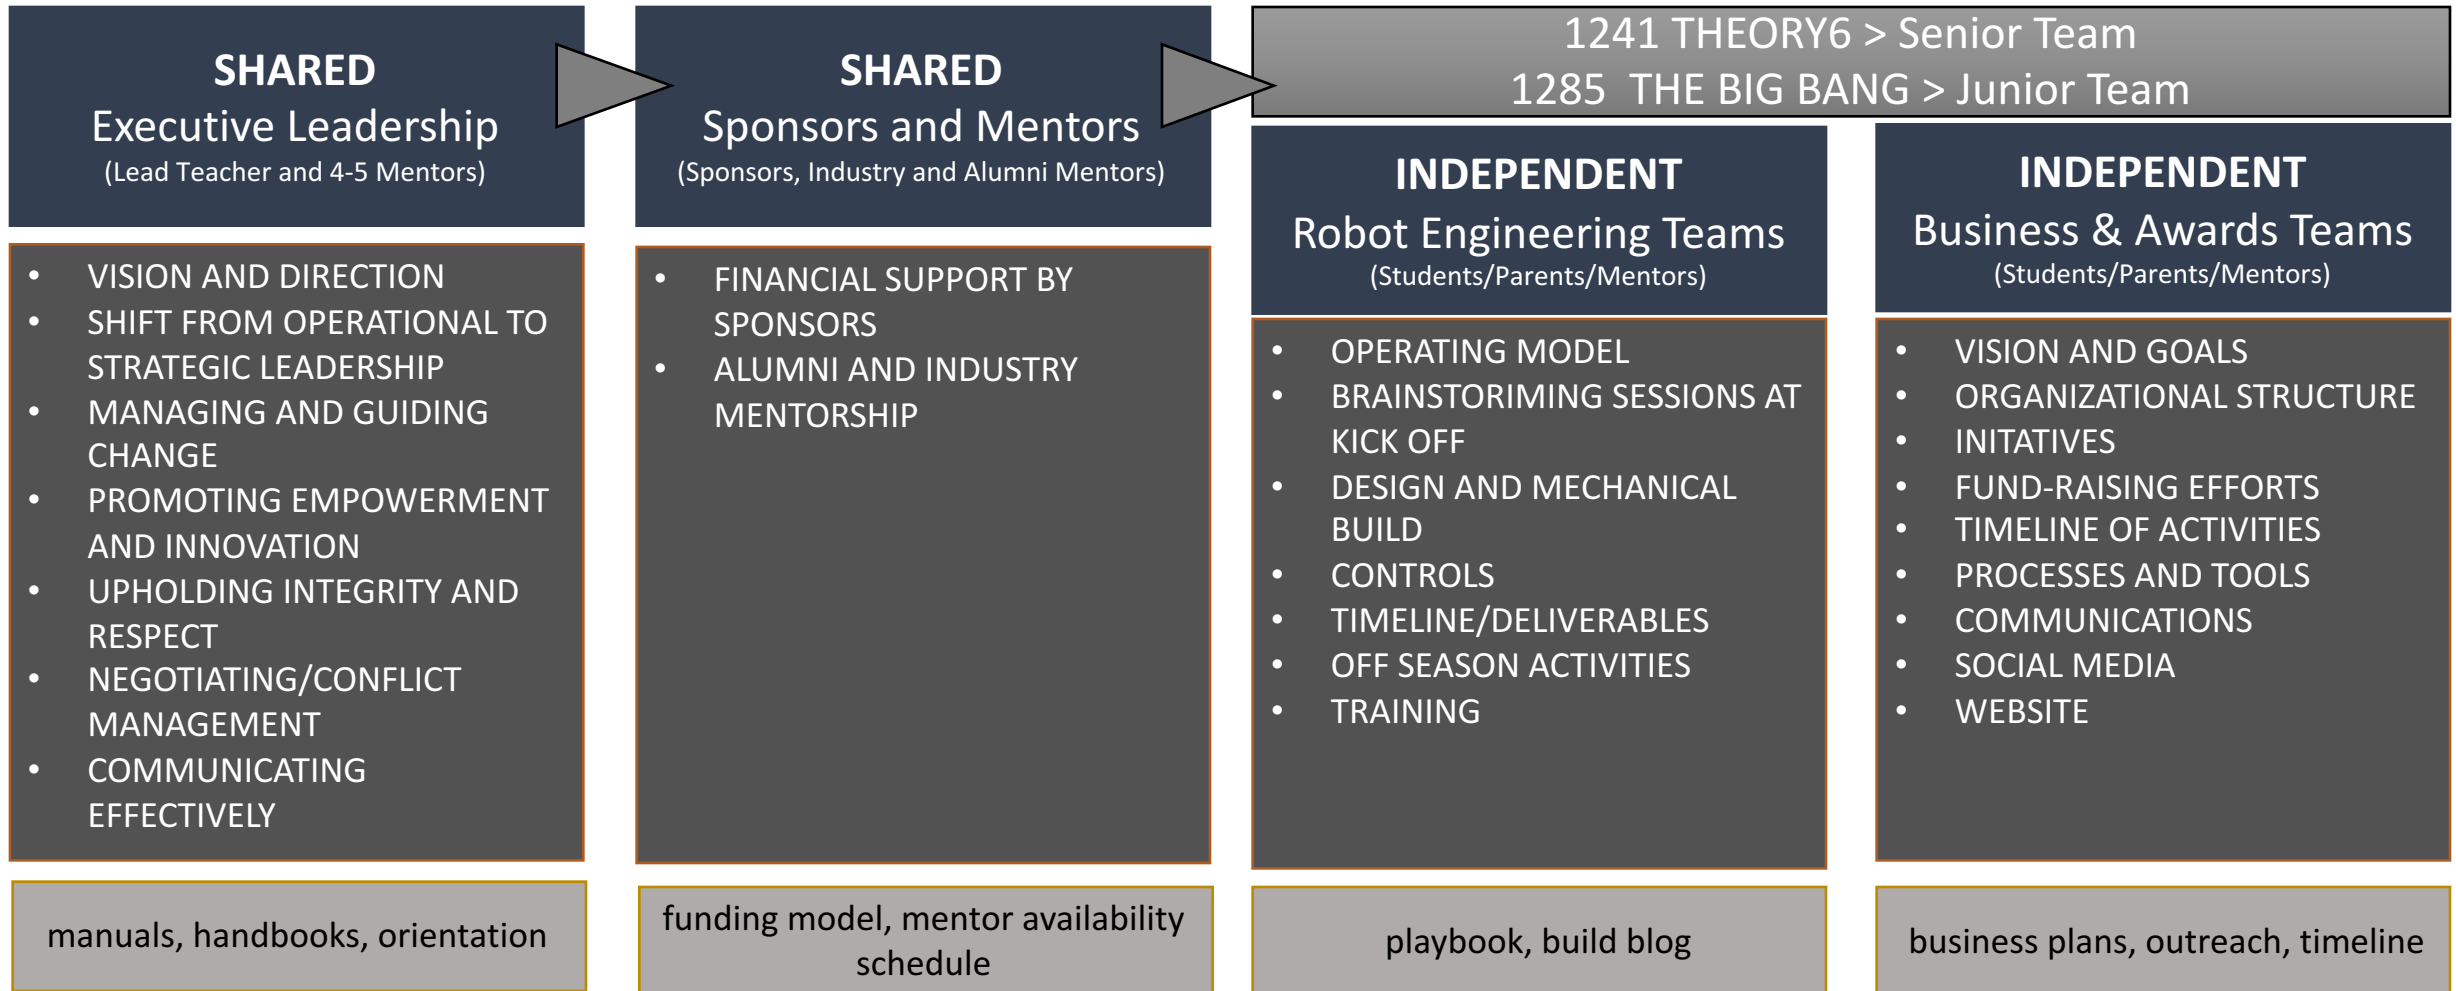 SHARED
Executive Leadership
(Lead Teacher and 4-5 Mentors)
• VISION AND DIRECTION
• SHIFT FROM OPERATIONAL TO
STRATEGIC LEADERSHIP
• MANAGING AND GUIDING
CHANGE
• PROMOTING EMPOWERMENT
AND INNOVATION
• UPHOLDING INTEGRITY AND
RESPECT
• NEGOTIATING/CONFLICT
MANAGEMENT
• COMMUNICATING
EFFECTIVELY
manuals, handbooks, orientation
SHARED
Sponsors and Mentors
(Sponsors, Industry and Alumni Mentors)
• FINANCIAL SUPPORT BY
SPONSORS
• ALUMNI AND INDUSTRY
MENTORSHIP
funding model, mentor availability
schedule
1241 THEORY6 > Senior Team
1285 THE BIG BANG > Junior Team
INDEPENDENT
Robot Engineering Teams
(Students/Parents/Mentors)
• OPERATING MODEL
• BRAINSTORIMING SESSIONS AT
KICK OFF
• DESIGN AND MECHANICAL
BUILD
• CONTROLS
• TIMELINE/DELIVERABLES
• OFF SEASON ACTIVITIES
• TRAINING
playbook, build blog
INDEPENDENT
Business & Awards Teams
(Students/Parents/Mentors)
• VISION AND GOALS
• ORGANIZATIONAL STRUCTURE
• INITATIVES
• FUND-RAISING EFFORTS
• TIMELINE OF ACTIVITIES
• PROCESSES AND TOOLS
• COMMUNICATIONS
• SOCIAL MEDIA
• WEBSITE
business plans, outreach, timeline